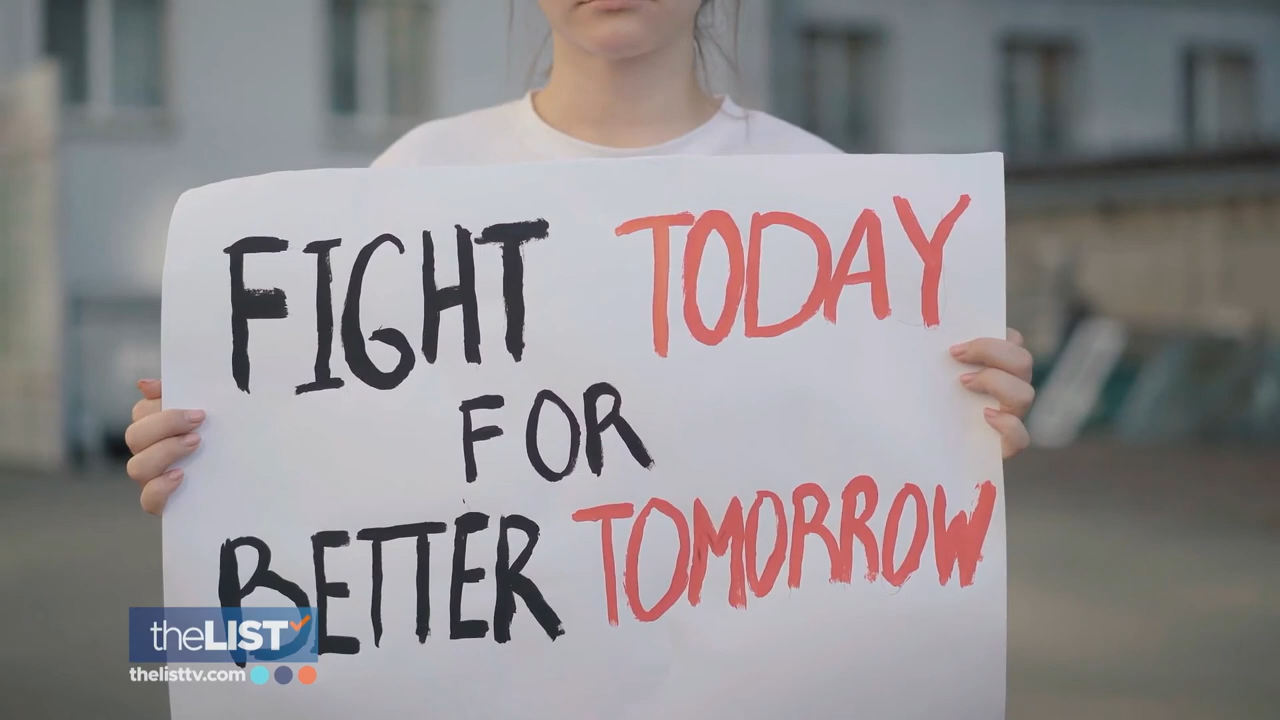 FIGHT TODAY
FOR
BETTER TOMORROW
theLIST
thelisttv.com